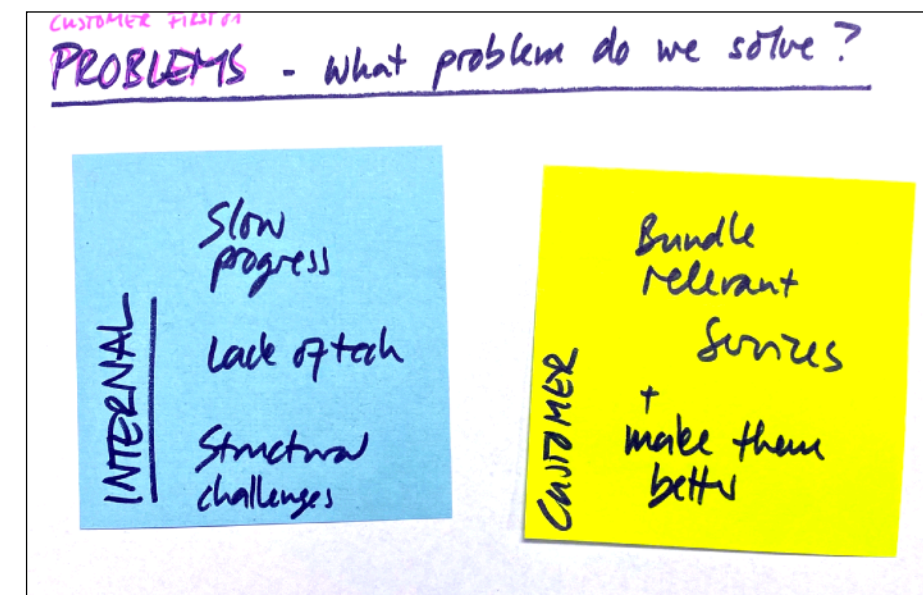 CUSTOMER FIRST
PROBLEMS - What problem do we solve?
INTERNAL
Slow
progress
Lack of tech
Structural
challenges
CUSTOMER
Bundle
relevant
Services
+
make them
better